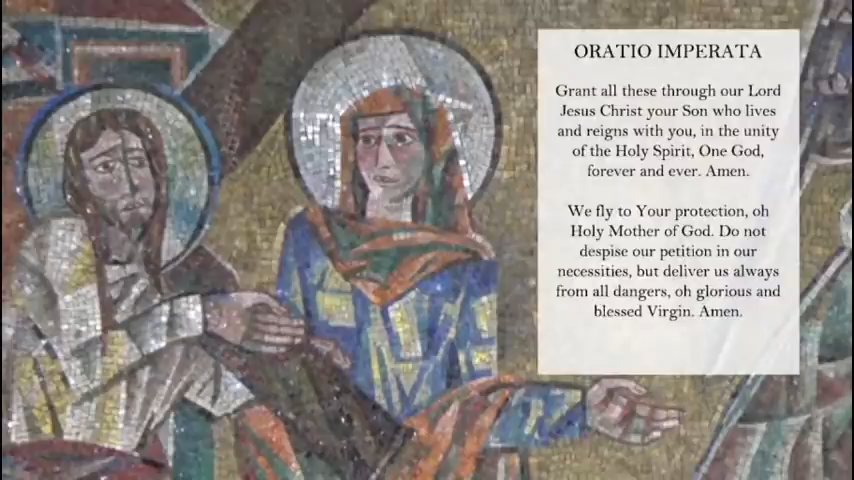 ORATIO IMPERATA
Grant all these through our Lord
Jesus Christ your Son who lives
and reigns with you, in the unity
of the Holy Spirit, One God,
forever and ever. Amen.
We fly to Your protection, oh
Holy Mother of God. Do not
despise our petition in our
necessities, but deliver us always
from all dangers, oh glorious and
blessed Virgin. Amen.